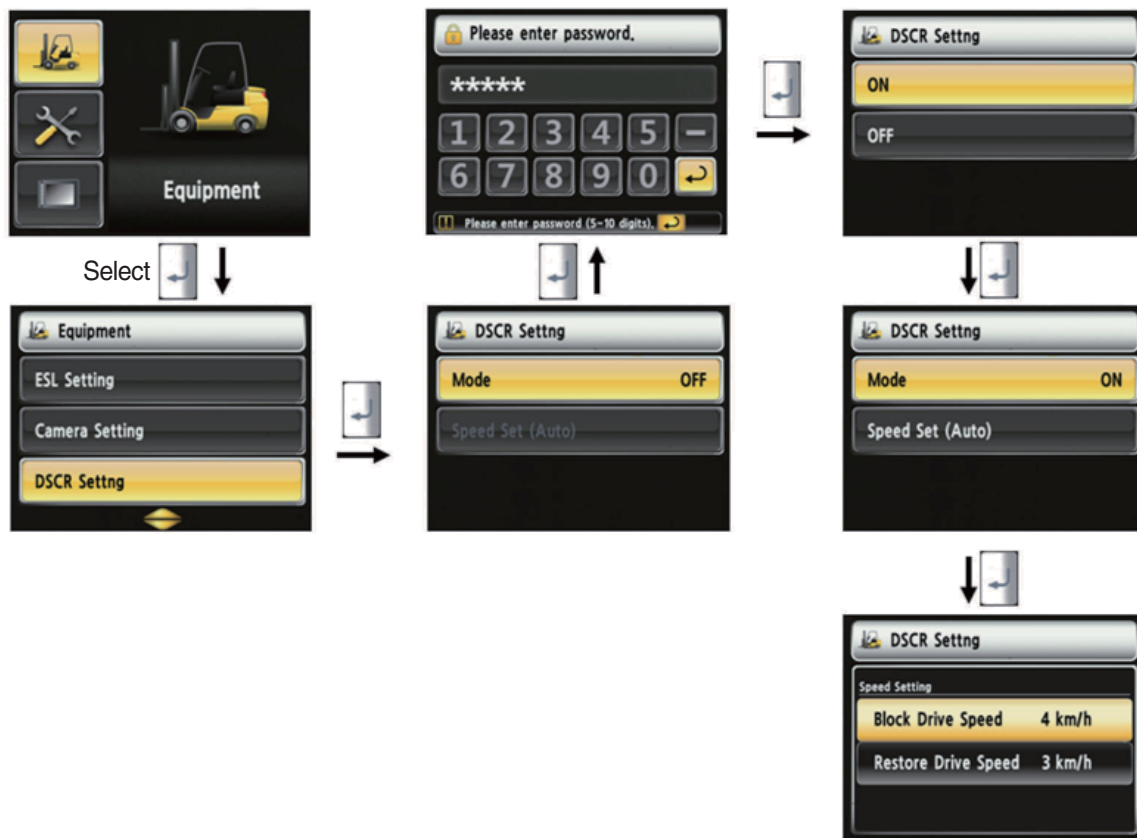 Equipment
Select
Equipment
ESL Setting
Camera Setting
DSCR Settng
DSCR Settng
Mode OFF
Speed Set (Auto)
Please enter password.
*****
1 2 3 4 5 −
6 7 8 9 0
Please enter password (5-10 digits).
DSCR Settng
ON
OFF
DSCR Settng
Mode ON
Speed Set (Auto)
DSCR Settng
Speed Setting
Block Drive Speed 4 km/h
Restore Drive Speed 3 km/h